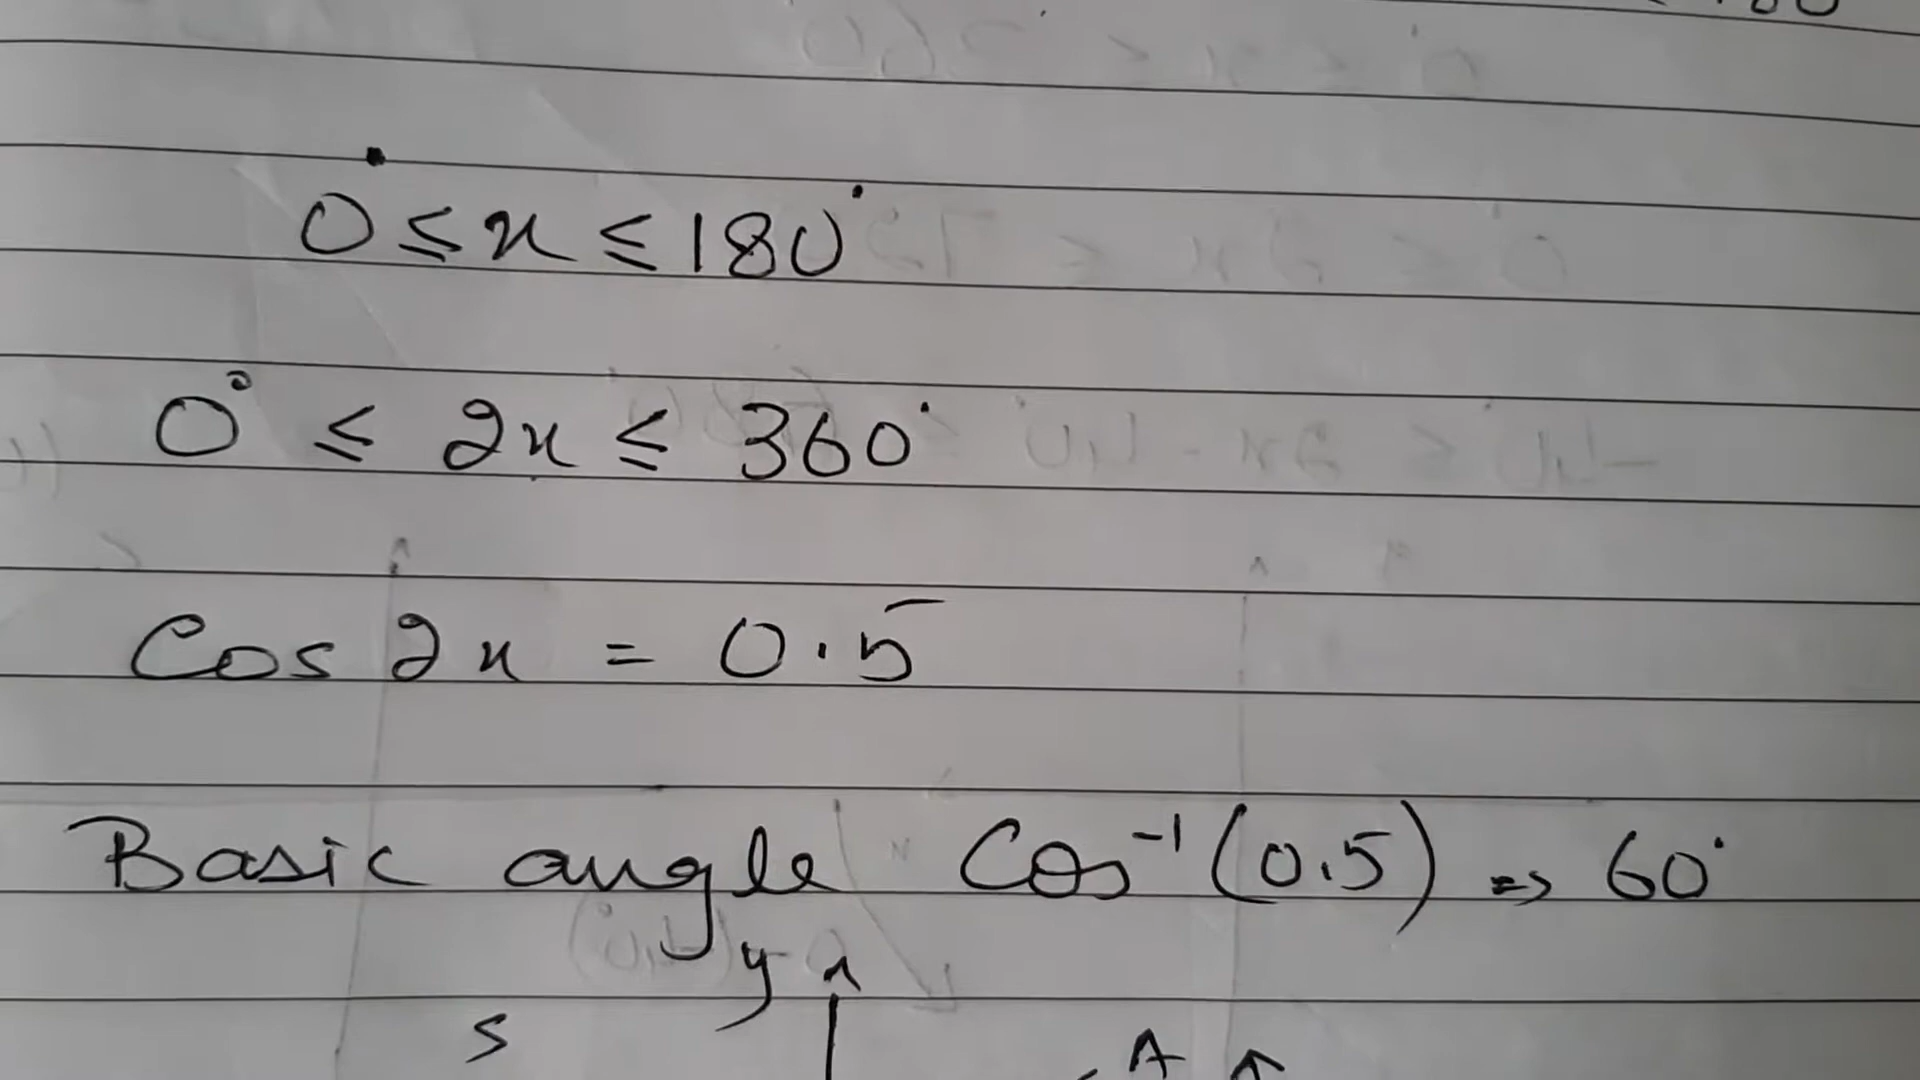 0° ≤ x ≤ 180°
0° ≤ 2x ≤ 360°
Cos 2x = 0.5
Basic angle Cos⁻¹(0.5) => 60°
y
S
A